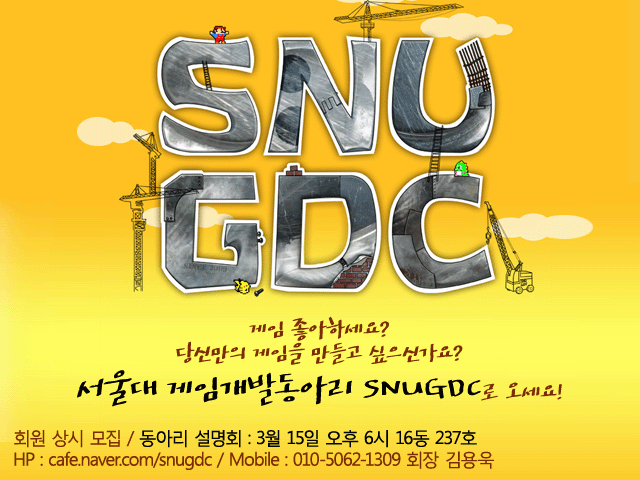 SNU
GDC
게임 좋아하세요?
당신만의 게임을 만들고 싶으신가요?
서울대 게임개발동아리 SNUGDC로 오세요!
회원 상시 모집 / 동아리 설명회 : 3월 15일 오후 6시 16동 237호
HP : cafe.naver.com/snugdc / Mobile : 010-5062-1309 회장 김용욱